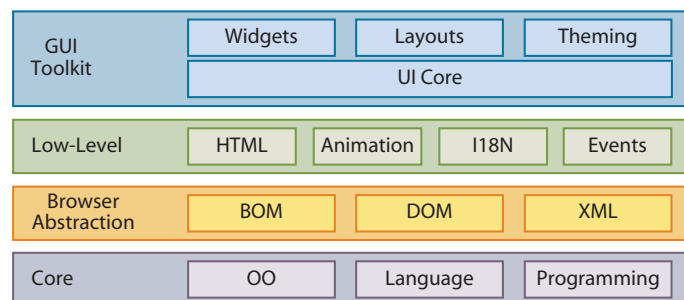 GUI
Toolkit
Widgets
Layouts
Theming
UI Core
Low-Level
HTML
Animation
I18N
Events
Browser
Abstraction
BOM
DOM
XML
Core
OO
Language
Programming